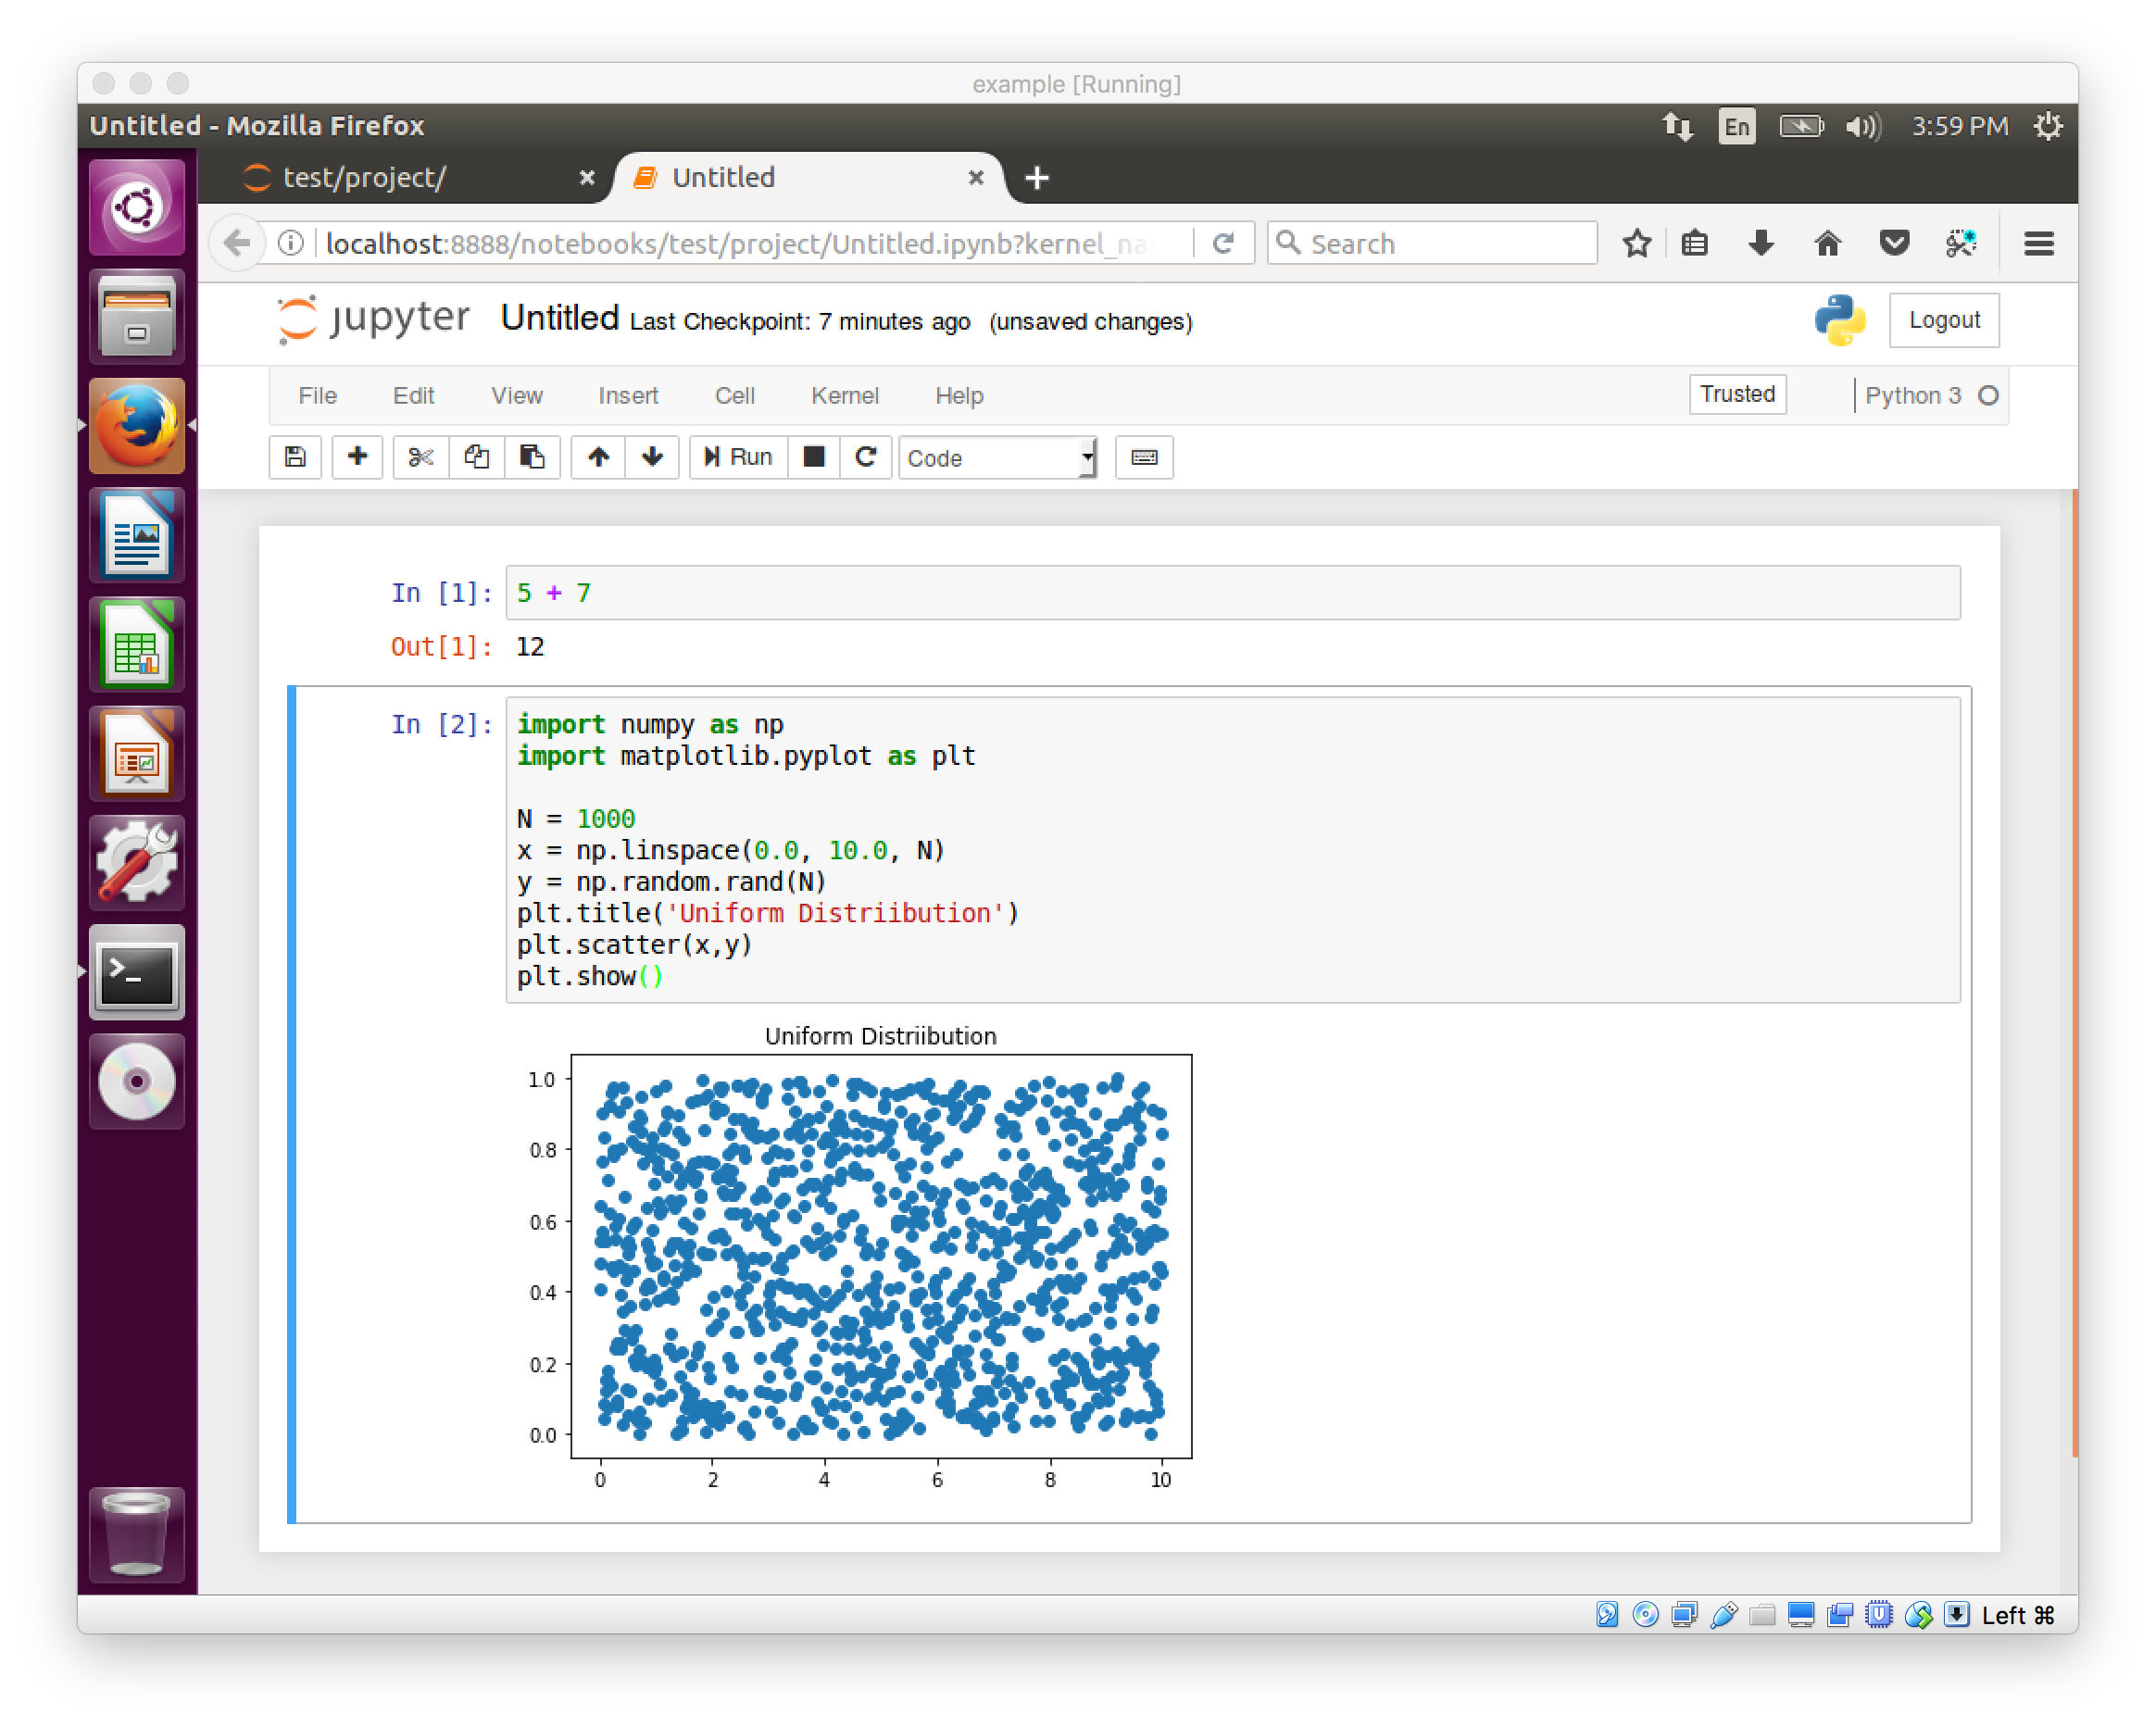 example [Running]
Untitled - Mozilla Firefox
En
3:59 PM
test/project/
Untitled
localhost:8888/notebooks/test/project/Untitled.ipynb?kernel_na
Search
jupyter Untitled Last Checkpoint: 7 minutes ago (unsaved changes)
Logout
File Edit View Insert Cell Kernel Help
Trusted
Python 3
Run
Code
In [1]: 5 + 7
Out[1]: 12
In [2]: import numpy as np
import matplotlib.pyplot as plt
N = 1000
x = np.linspace(0.0, 10.0, N)
y = np.random.rand(N)
plt.title('Uniform Distriibution')
plt.scatter(x,y)
plt.show()
Uniform Distriibution
1.0
0.8
0.6
0.4
0.2
0.0
0 2 4 6 8 10
Left ⌘